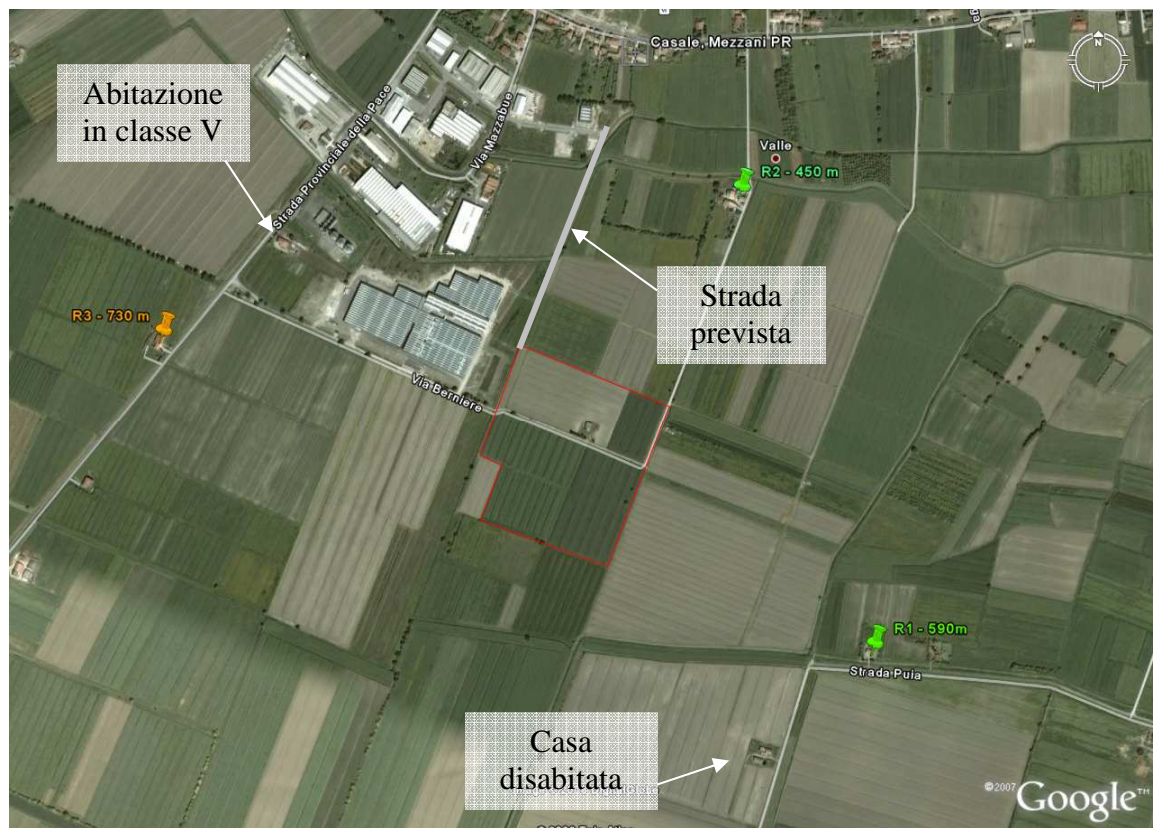 Casale, Mezzani PR
N
Abitazione
in classe V
Strada Provinciale della Pace
Via Mazzabue
Valle
R2 - 450 m
Strada
prevista
R3 - 730 m
Via Berniere
R1 - 590m
Strada Puia
Casa
disabitata
©2007 Google™